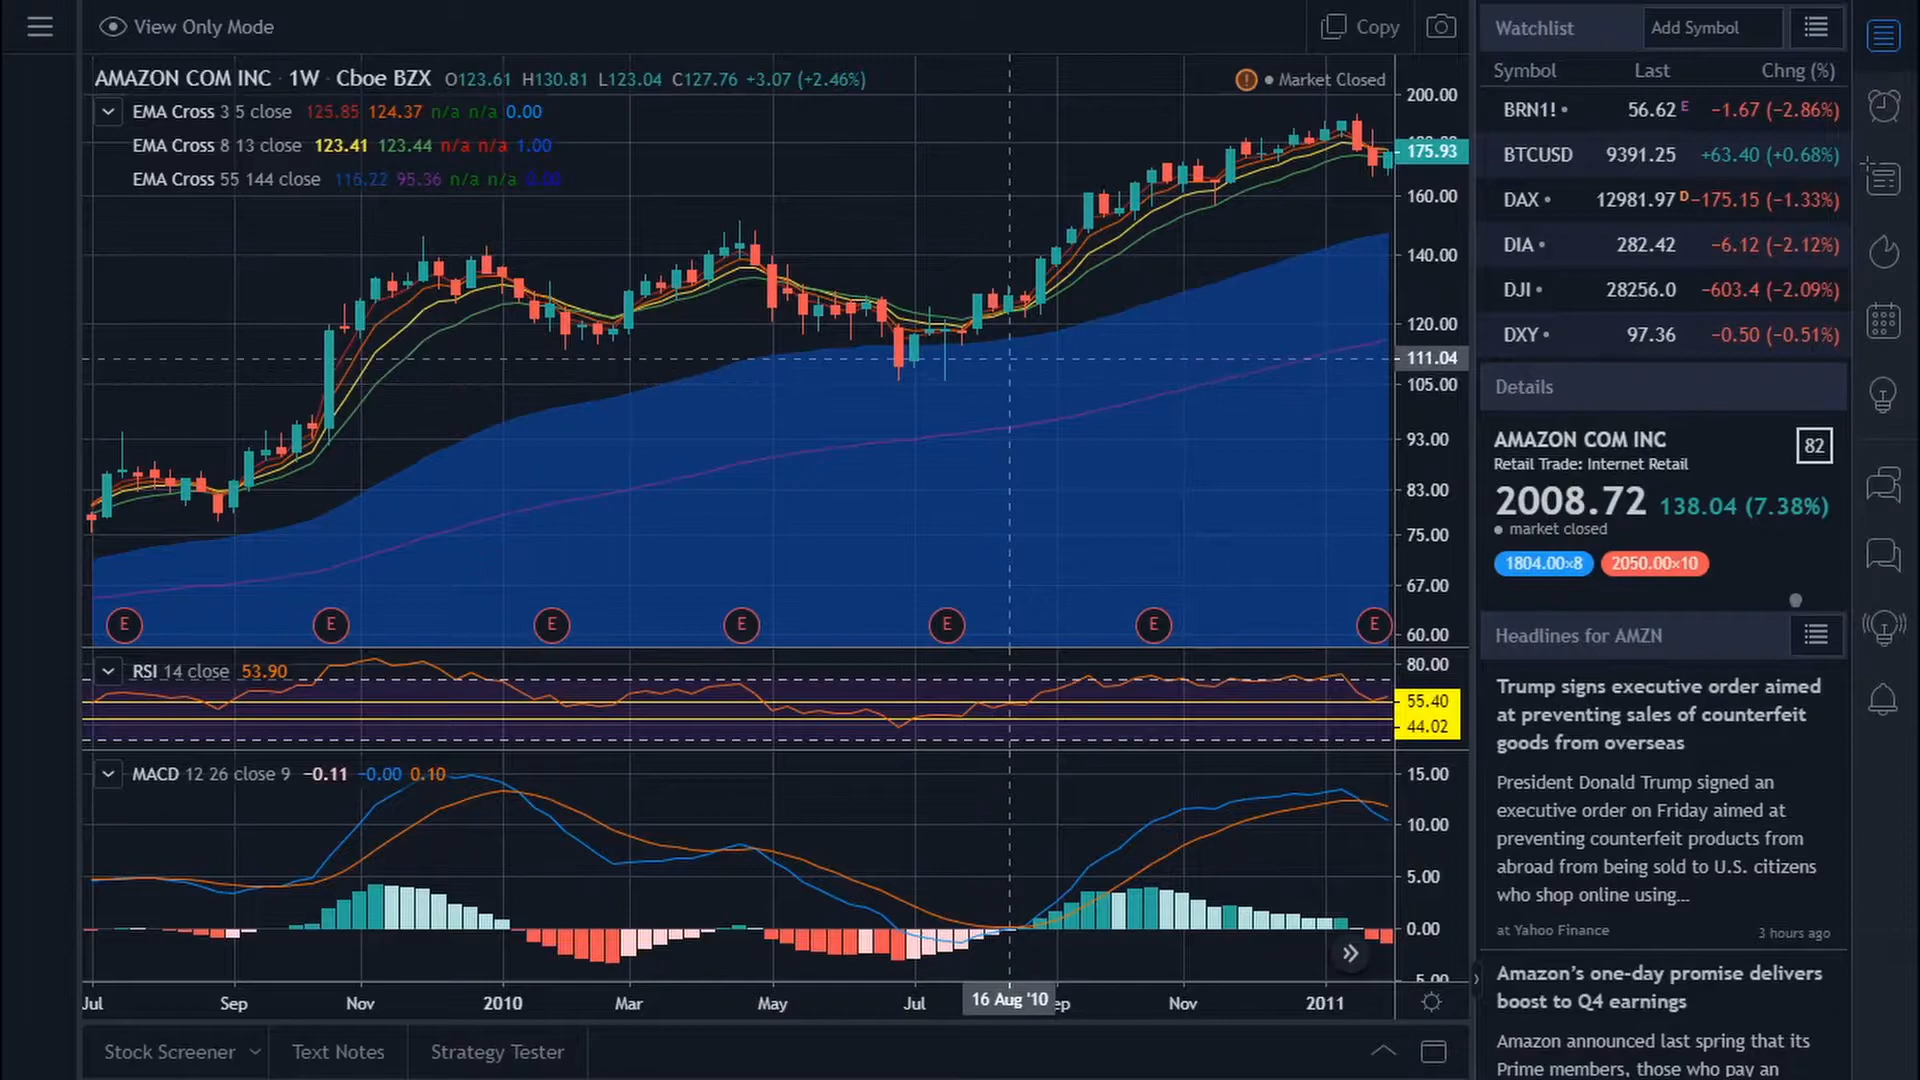 View Only Mode
Copy
AMAZON COM INC · 1W · Cboe BZX O123.61 H130.81 L123.04 C127.76 +3.07 (+2.46%)
Market Closed
EMA Cross 3 5 close 125.85 124.37 n/a n/a 0.00
EMA Cross 8 13 close 123.41 123.44 n/a n/a 1.00
EMA Cross 55 144 close 116.22 95.36 n/a n/a 0.00
200.00
175.93
160.00
140.00
120.00
111.04
105.00
93.00
83.00
75.00
67.00
60.00
E E E E E E E
RSI 14 close 53.90
80.00
55.40
44.02
MACD 12 26 close 9 −0.11 −0.00 0.10
15.00
10.00
5.00
0.00
Jul Sep Nov 2010 Mar May Jul 16 Aug '10 Nov 2011
Stock Screener Text Notes Strategy Tester
Watchlist Add Symbol
Symbol Last Chng (%)
BRN1! 56.62 E −1.67 (−2.86%)
BTCUSD 9391.25 +63.40 (+0.68%)
DAX 12981.97 D −175.15 (−1.33%)
DIA 282.42 −6.12 (−2.12%)
DJI 28256.0 −603.4 (−2.09%)
DXY 97.36 −0.50 (−0.51%)
Details
AMAZON COM INC 82
Retail Trade: Internet Retail
2008.72 138.04 (7.38%)
market closed
1804.00×8 2050.00×10
Headlines for AMZN
Trump signs executive order aimed
at preventing sales of counterfeit
goods from overseas
President Donald Trump signed an
executive order on Friday aimed at
preventing counterfeit products from
abroad from being sold to U.S. citizens
who shop online using...
at Yahoo Finance 3 hours ago
Amazon's one-day promise delivers
boost to Q4 earnings
Amazon announced last spring that its
Prime members, those who pay an